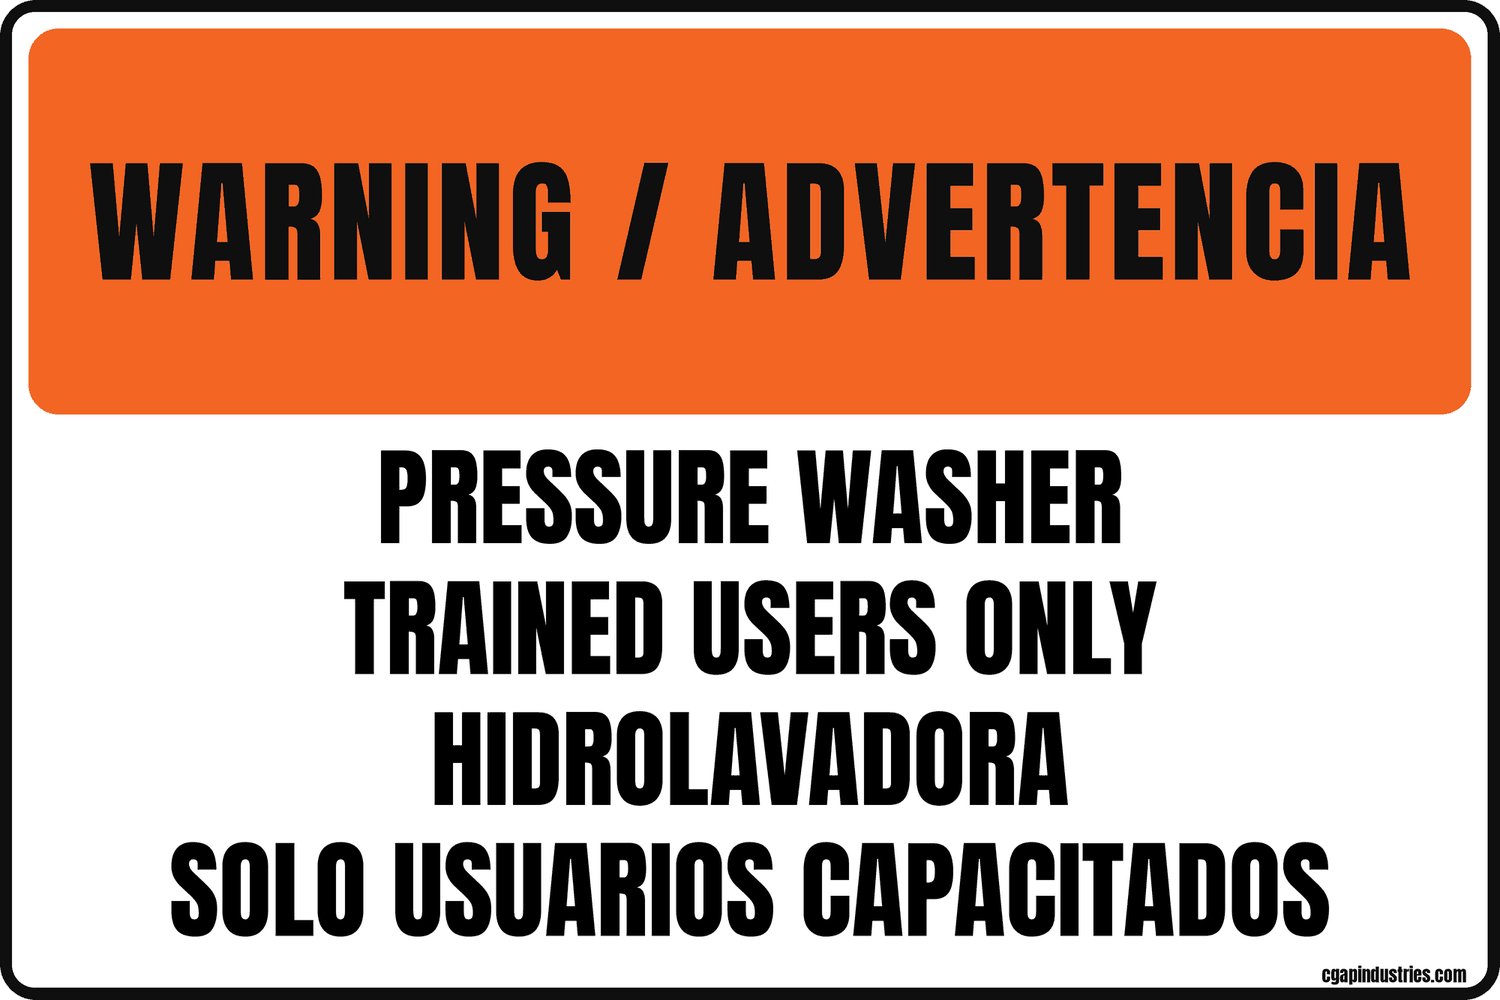 WARNING / ADVERTENCIA
PRESSURE WASHER
TRAINED USERS ONLY
HIDROLAVADORA
SOLO USUARIOS CAPACITADOS
cgapindustries.com